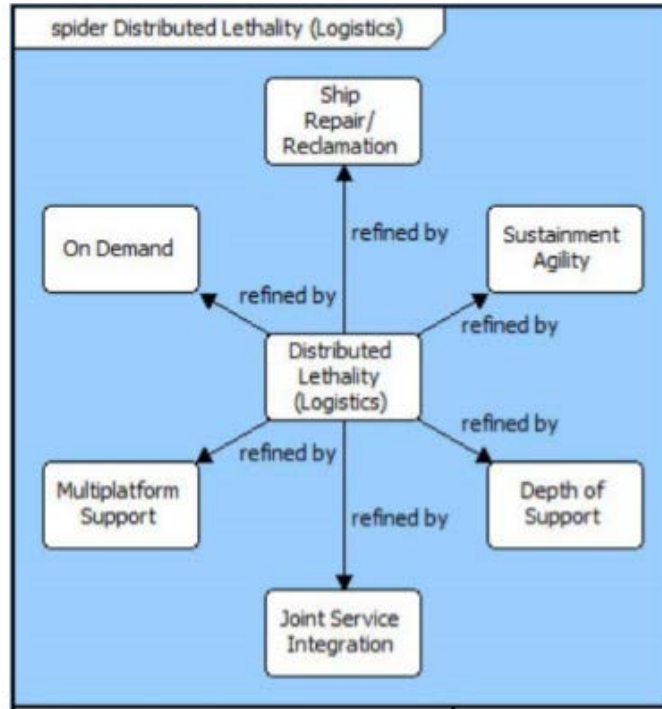 spider Distributed Lethality (Logistics)
Ship
Repair/
Reclamation
On Demand
refined by
Sustainment
Agility
refined by
refined by
Distributed
Lethality
(Logistics)
refined by
refined by
Multiplatform
Support
Depth of
Support
refined by
Joint Service
Integration